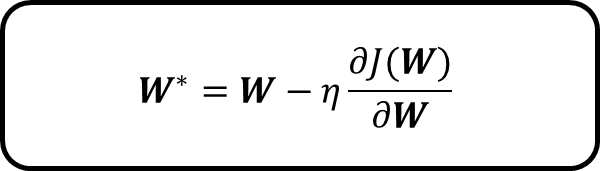 W* = W − η ∂J(W)/∂W